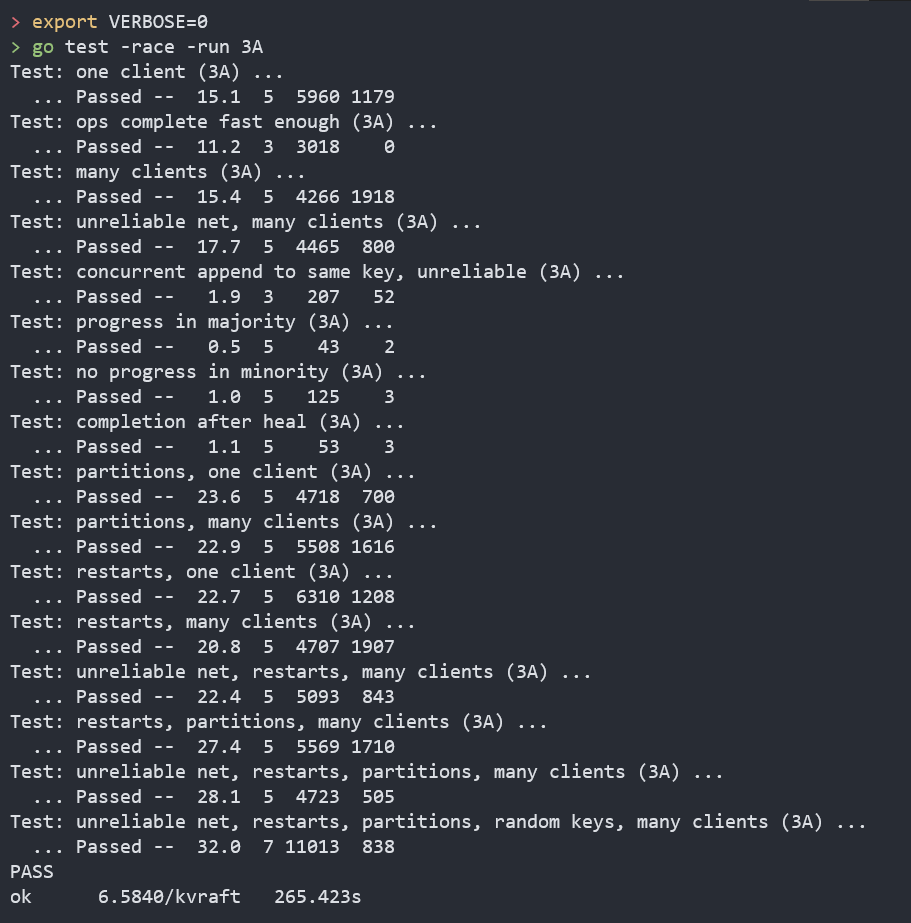 > export VERBOSE=0
> go test -race -run 3A
Test: one client (3A) ...
  ... Passed --  15.1  5  5960 1179
Test: ops complete fast enough (3A) ...
  ... Passed --  11.2  3  3018    0
Test: many clients (3A) ...
  ... Passed --  15.4  5  4266 1918
Test: unreliable net, many clients (3A) ...
  ... Passed --  17.7  5  4465  800
Test: concurrent append to same key, unreliable (3A) ...
  ... Passed --   1.9  3   207   52
Test: progress in majority (3A) ...
  ... Passed --   0.5  5    43    2
Test: no progress in minority (3A) ...
  ... Passed --   1.0  5   125    3
Test: completion after heal (3A) ...
  ... Passed --   1.1  5    53    3
Test: partitions, one client (3A) ...
  ... Passed --  23.6  5  4718  700
Test: partitions, many clients (3A) ...
  ... Passed --  22.9  5  5508 1616
Test: restarts, one client (3A) ...
  ... Passed --  22.7  5  6310 1208
Test: restarts, many clients (3A) ...
  ... Passed --  20.8  5  4707 1907
Test: unreliable net, restarts, many clients (3A) ...
  ... Passed --  22.4  5  5093  843
Test: restarts, partitions, many clients (3A) ...
  ... Passed --  27.4  5  5569 1710
Test: unreliable net, restarts, partitions, many clients (3A) ...
  ... Passed --  28.1  5  4723  505
Test: unreliable net, restarts, partitions, random keys, many clients (3A) ...
  ... Passed --  32.0  7 11013  838
PASS
ok      6.5840/kvraft   265.423s